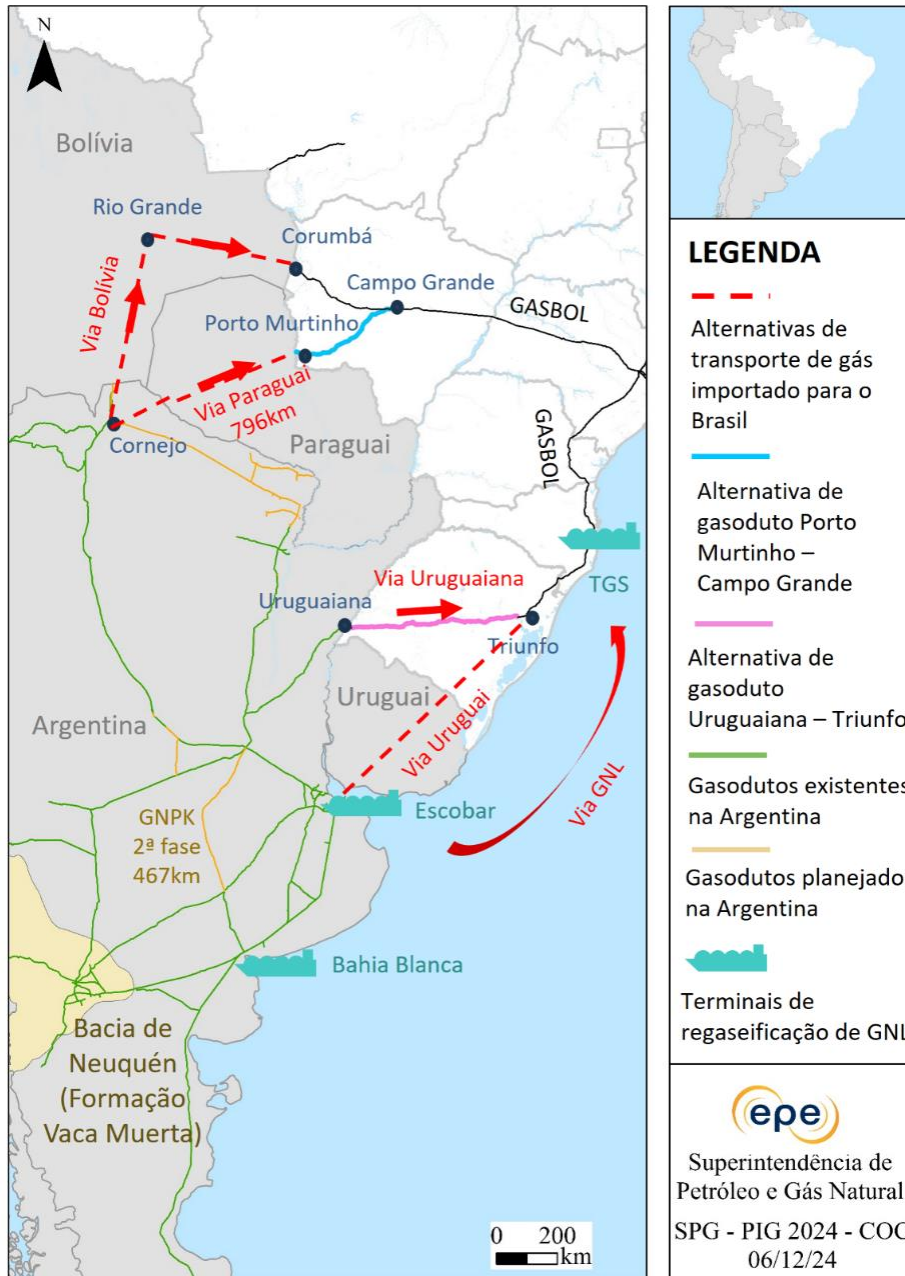 N
Bolívia
Rio Grande
Corumbá
Campo Grande
GASBOL
Via Bolívia
Porto Murtinho
Via Paraguai
796km
Cornejo
Paraguai
GASBOL
TGS
Via Uruguaiana
Uruguaiana
Triunfo
Uruguai
Argentina
Via Uruguai
Via GNL
GNPK
2ª fase
467km
Escobar
Bahia Blanca
Bacia de
Neuquén
(Formação
Vaca Muerta)
0 200
km
LEGENDA
Alternativas de
transporte de gás
importado para o
Brasil
Alternativa de
gasoduto Porto
Murtinho –
Campo Grande
Alternativa de
gasoduto
Uruguaiana – Triunfo
Gasodutos existentes
na Argentina
Gasodutos planejado
na Argentina
Terminais de
regaseificação de GNL
epe
Superintendência de
Petróleo e Gás Natural
SPG - PIG 2024 - COC
06/12/24